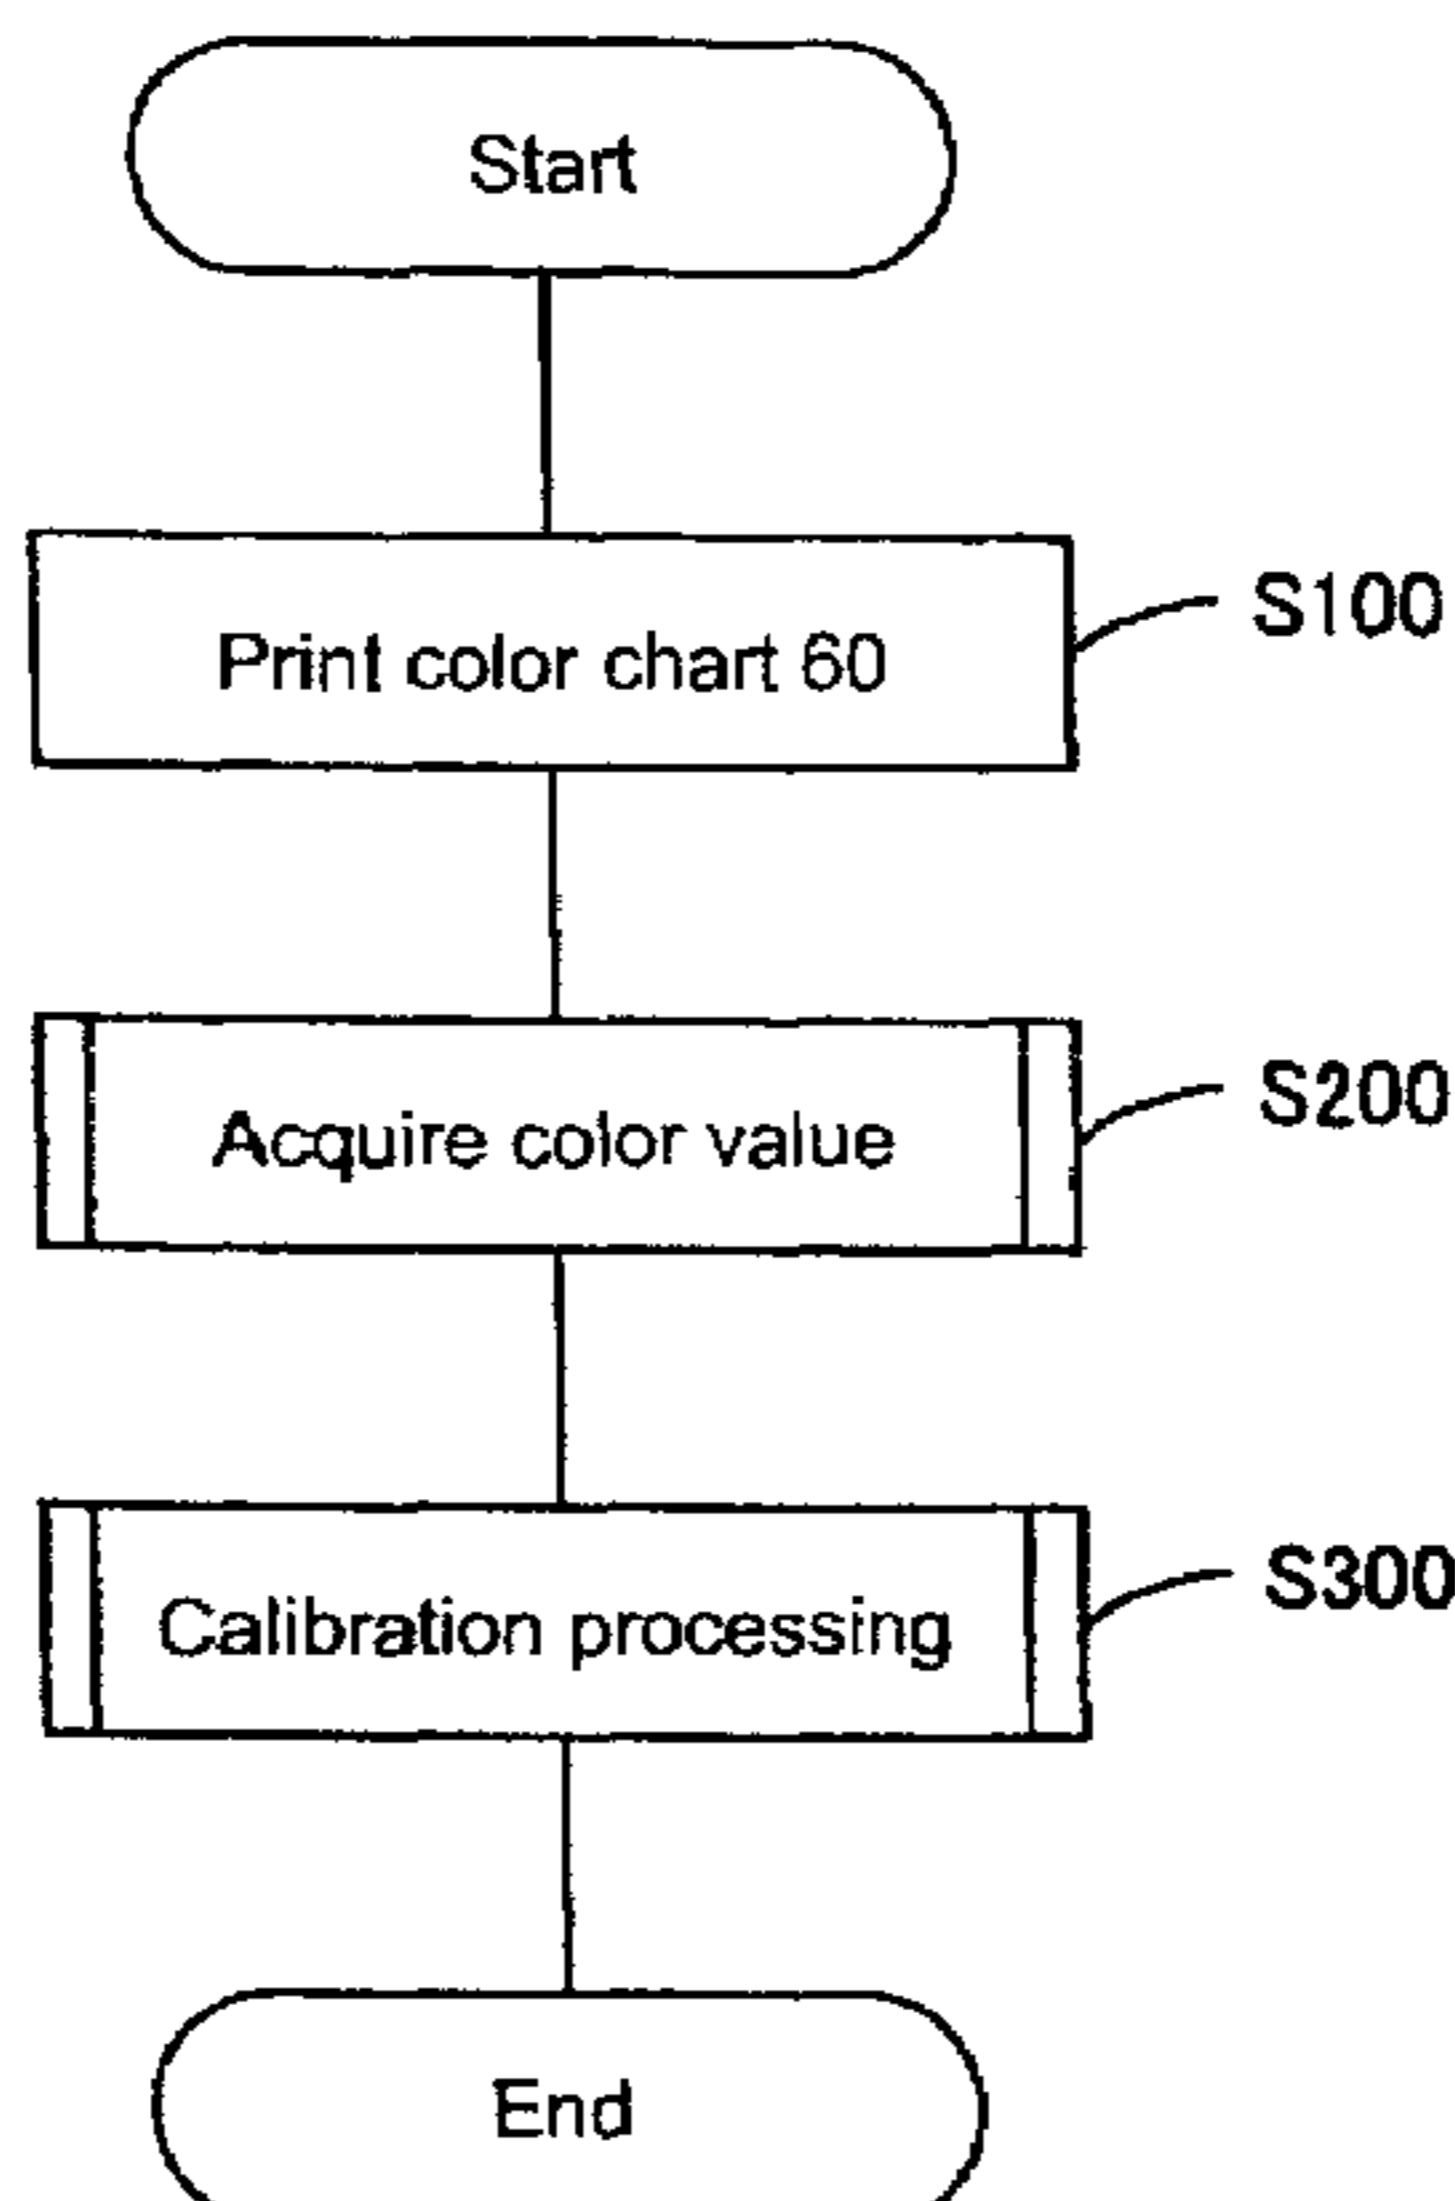 Start
Print color chart 60
S100
Acquire color value
S200
Calibration processing
S300
End